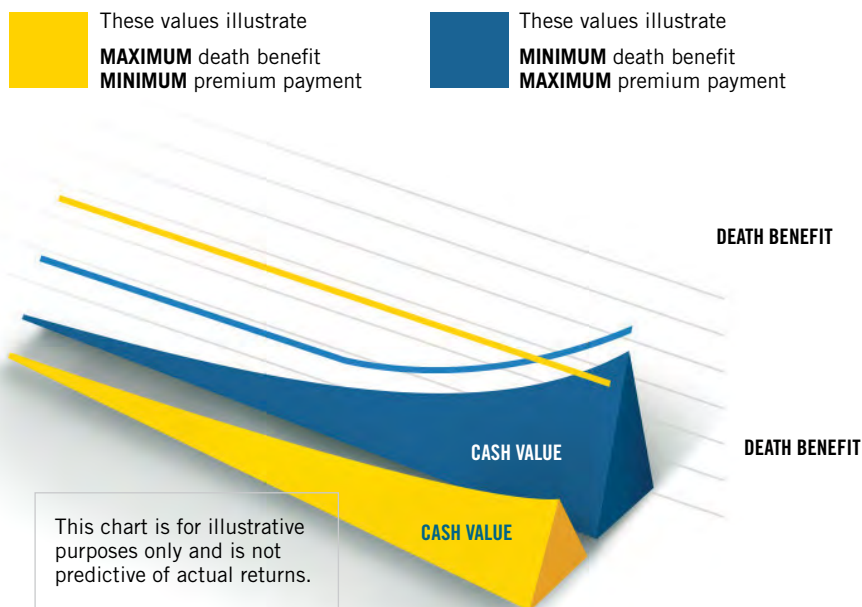 These values illustrate
MAXIMUM death benefit
MINIMUM premium payment
These values illustrate
MINIMUM death benefit
MAXIMUM premium payment
DEATH BENEFIT
DEATH BENEFIT
CASH VALUE
CASH VALUE
This chart is for illustrative
purposes only and is not
predictive of actual returns.